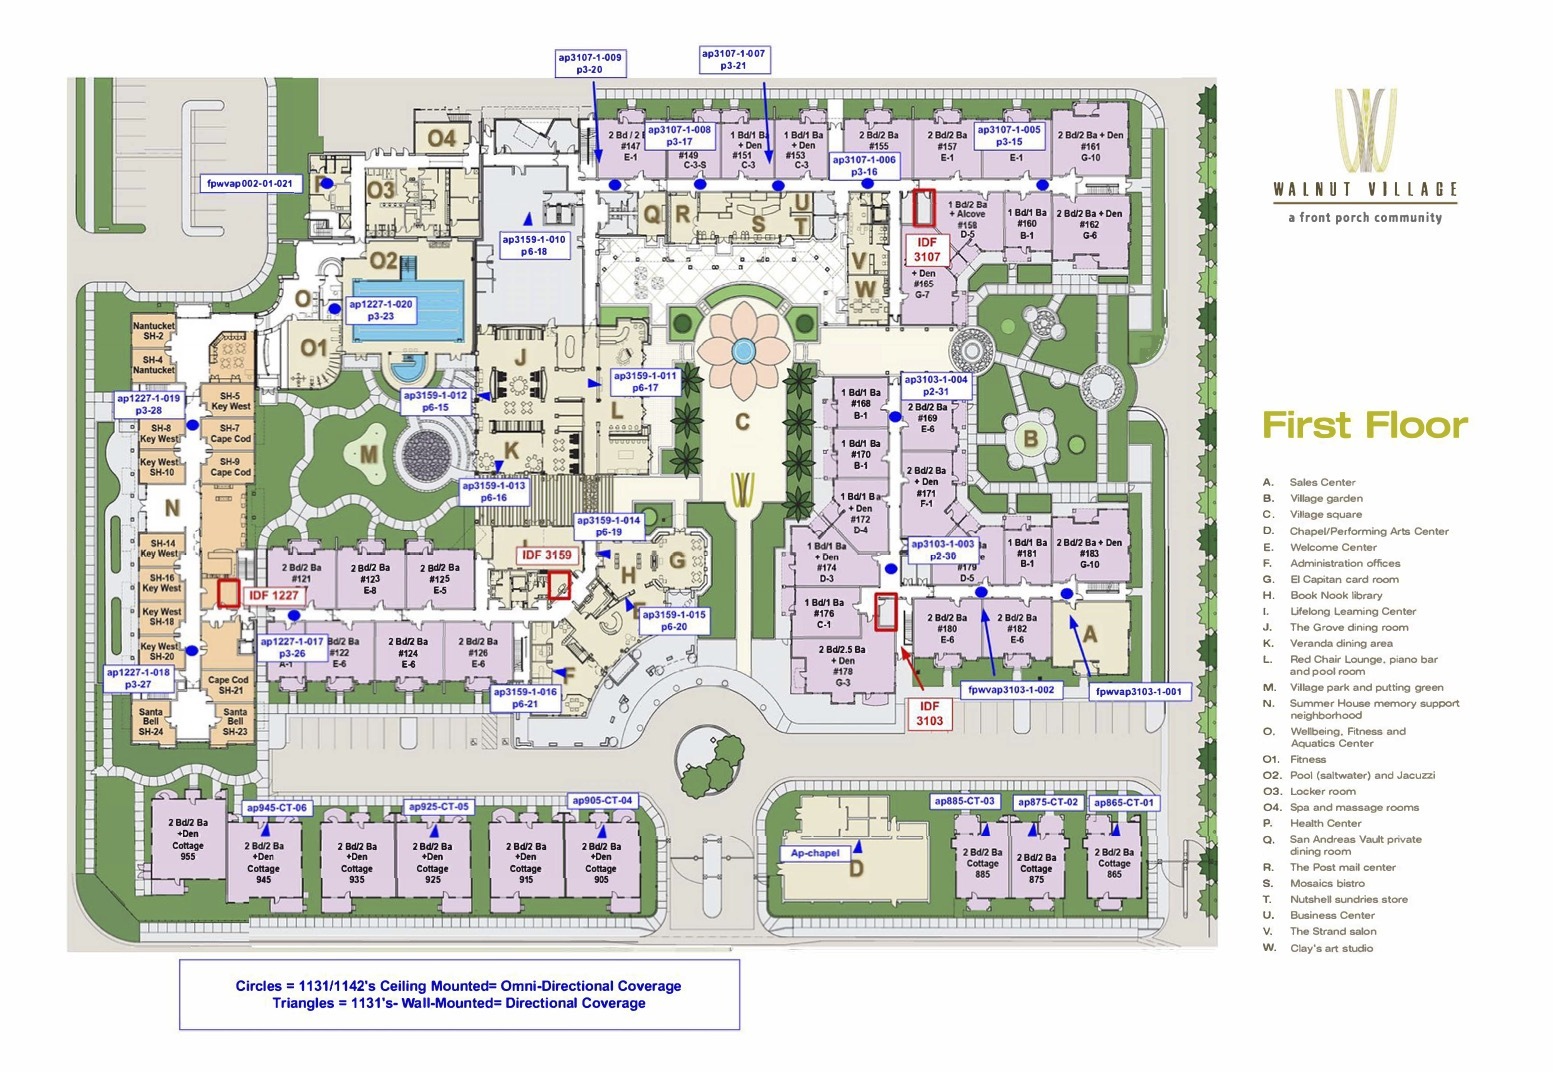 ap3107-1-009
p3-20
ap3107-1-007
p3-21
ap3107-1-008
p3-17
ap3107-1-005
p3-15
ap3107-1-006
p3-16
#147
E-1
#149
C-3-S
1 Bd/1 Ba
+ Den
#151
C-3
1 Bd/1 Ba
+ Den
#153
C-3
2 Bd/2 Ba
#155
2 Bd/2 Ba
#157
E-1
E-1
2 Bd/2 Ba + Den
#161
G-10
O4
fpwvap002-01-021
O3
Q
R
S
U
T
V
W
IDF
3107
1 Bd/2 Ba
+ Alcove
#158
D-5
1 Bd/1 Ba
#160
B-1
2 Bd/2 Ba + Den
#162
G-6
+ Den
#165
G-7
ap3159-1-010
p6-18
O2
O
O1
ap1227-1-020
p3-23
Nantucket
SH-2
SH-4
Nantucket
ap1227-1-019
p3-28
SH-5
Key West
SH-8
Key West
SH-7
Cape Cod
Key West
SH-10
SH-9
Cape Cod
N
SH-14
Key West
SH-16
Key West
Key West
SH-18
Key West
SH-20
Cape Cod
SH-21
Santa
Bell
SH-24
Santa
Bell
SH-23
IDF 1227
ap1227-1-017
p3-26
ap1227-1-018
p3-27
J
ap3159-1-012
p6-15
ap3159-1-011
p6-17
L
K
M
ap3159-1-013
p6-16
ap3159-1-014
p6-19
IDF 3159
G
H
ap3159-1-015
p6-20
ap3159-1-016
p6-21
F
C
B
2 Bd/2 Ba
#121
2 Bd/2 Ba
#123
E-8
2 Bd/2 Ba
#125
E-5
A-1
#122
E-6
2 Bd/2 Ba
#124
E-6
2 Bd/2 Ba
#126
E-6
1 Bd/1 Ba
#168
B-1
ap3103-1-004
p2-31
2 Bd/2 Ba
#169
E-6
1 Bd/1 Ba
#170
B-1
2 Bd/2 Ba
+ Den
#171
F-1
1 Bd/1 Ba
+ Den
#172
D-4
1 Bd/1 Ba
+ Den
#174
D-3
ap3103-1-003
p2-30
#179
D-5
1 Bd/1 Ba
#181
B-1
2 Bd/2 Ba + Den
#183
G-10
1 Bd/1 Ba
#176
C-1
2 Bd/2 Ba
#180
E-6
2 Bd/2 Ba
#182
E-6
A
2 Bd/2.5 Ba
+ Den
#178
G-3
IDF
3103
fpwvap3103-1-002
fpwvap3103-1-001
ap945-CT-06
ap925-CT-05
ap905-CT-04
ap885-CT-03
ap875-CT-02
ap865-CT-01
2 Bd/2 Ba
+Den
Cottage
955
2 Bd/2 Ba
+Den
Cottage
945
2 Bd/2 Ba
+Den
Cottage
935
2 Bd/2 Ba
+Den
Cottage
925
2 Bd/2 Ba
+Den
Cottage
915
2 Bd/2 Ba
+Den
Cottage
905
Ap-chapel
D
2 Bd/2 Ba
Cottage
885
2 Bd/2 Ba
Cottage
875
2 Bd/2 Ba
Cottage
865
Circles = 1131/1142's Ceiling Mounted= Omni-Directional Coverage
Triangles = 1131's- Wall-Mounted= Directional Coverage
WALNUT VILLAGE
a front porch community
First Floor
A. Sales Center
B. Village garden
C. Village square
D. Chapel/Performing Arts Center
E. Welcome Center
F. Administration offices
G. El Capitan card room
H. Book Nook library
I. Lifelong Learning Center
J. The Grove dining room
K. Veranda dining area
L. Red Chair Lounge, piano bar
and pool room
M. Village park and putting green
N. Summer House memory support
neighborhood
O. Wellbeing, Fitness and
Aquatics Center
O1. Fitness
O2. Pool (saltwater) and Jacuzzi
O3. Locker room
O4. Spa and massage rooms
P. Health Center
Q. San Andreas Vault private
dining room
R. The Post mail center
S. Mosaics bistro
T. Nutshell sundries store
U. Business Center
V. The Strand salon
W. Clay's art studio